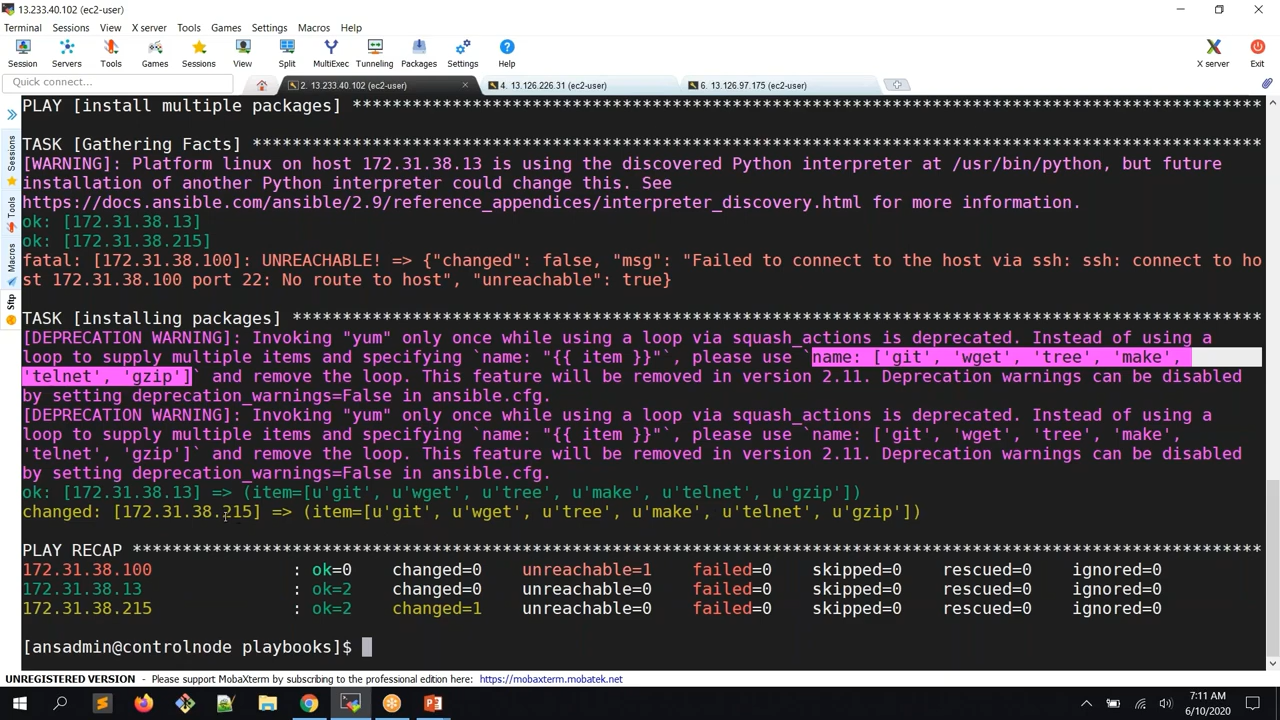 13.233.40.102 (ec2-user)
Terminal Sessions View X server Tools Games Settings Macros Help
Session Servers Tools Games Sessions View Split MultiExec Tunneling Packages Settings Help X server Exit
Quick connect...
2. 13.233.40.102 (ec2-user)
4. 13.126.226.31 (ec2-user)
6. 13.126.97.175 (ec2-user)
Sessions
Tools
Macros
Sftp
PLAY [install multiple packages] ******************************************************************************************
TASK [Gathering Facts] ****************************************************************************************************
[WARNING]: Platform linux on host 172.31.38.13 is using the discovered Python interpreter at /usr/bin/python, but future
installation of another Python interpreter could change this. See
https://docs.ansible.com/ansible/2.9/reference_appendices/interpreter_discovery.html for more information.
ok: [172.31.38.13]
ok: [172.31.38.215]
fatal: [172.31.38.100]: UNREACHABLE! => {"changed": false, "msg": "Failed to connect to the host via ssh: ssh: connect to ho
st 172.31.38.100 port 22: No route to host", "unreachable": true}
TASK [installing packages] ************************************************************************************************
[DEPRECATION WARNING]: Invoking "yum" only once while using a loop via squash_actions is deprecated. Instead of using a
loop to supply multiple items and specifying `name: "{{ item }}"`, please use `name: ['git', 'wget', 'tree', 'make',
'telnet', 'gzip']` and remove the loop. This feature will be removed in version 2.11. Deprecation warnings can be disabled
by setting deprecation_warnings=False in ansible.cfg.
[DEPRECATION WARNING]: Invoking "yum" only once while using a loop via squash_actions is deprecated. Instead of using a
loop to supply multiple items and specifying `name: "{{ item }}"`, please use `name: ['git', 'wget', 'tree', 'make',
'telnet', 'gzip']` and remove the loop. This feature will be removed in version 2.11. Deprecation warnings can be disabled
by setting deprecation_warnings=False in ansible.cfg.
ok: [172.31.38.13] => (item=[u'git', u'wget', u'tree', u'make', u'telnet', u'gzip'])
changed: [172.31.38.215] => (item=[u'git', u'wget', u'tree', u'make', u'telnet', u'gzip'])
PLAY RECAP ****************************************************************************************************************
172.31.38.100 : ok=0 changed=0 unreachable=1 failed=0 skipped=0 rescued=0 ignored=0
172.31.38.13 : ok=2 changed=0 unreachable=0 failed=0 skipped=0 rescued=0 ignored=0
172.31.38.215 : ok=2 changed=1 unreachable=0 failed=0 skipped=0 rescued=0 ignored=0
[ansadmin@controlnode playbooks]$
UNREGISTERED VERSION - Please support MobaXterm by subscribing to the professional edition here: https://mobaxterm.mobatek.net
7:11 AM
6/10/2020